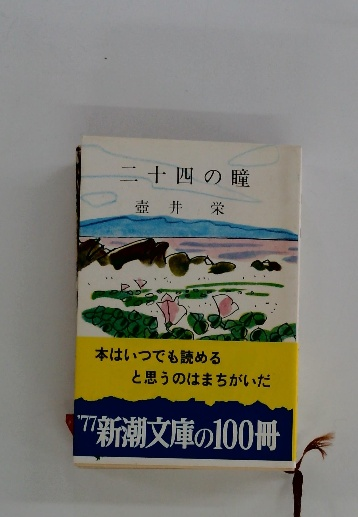 二十四の瞳
壺井栄
本はいつでも読める
と思うのはまちがいだ
'77新潮文庫の100冊